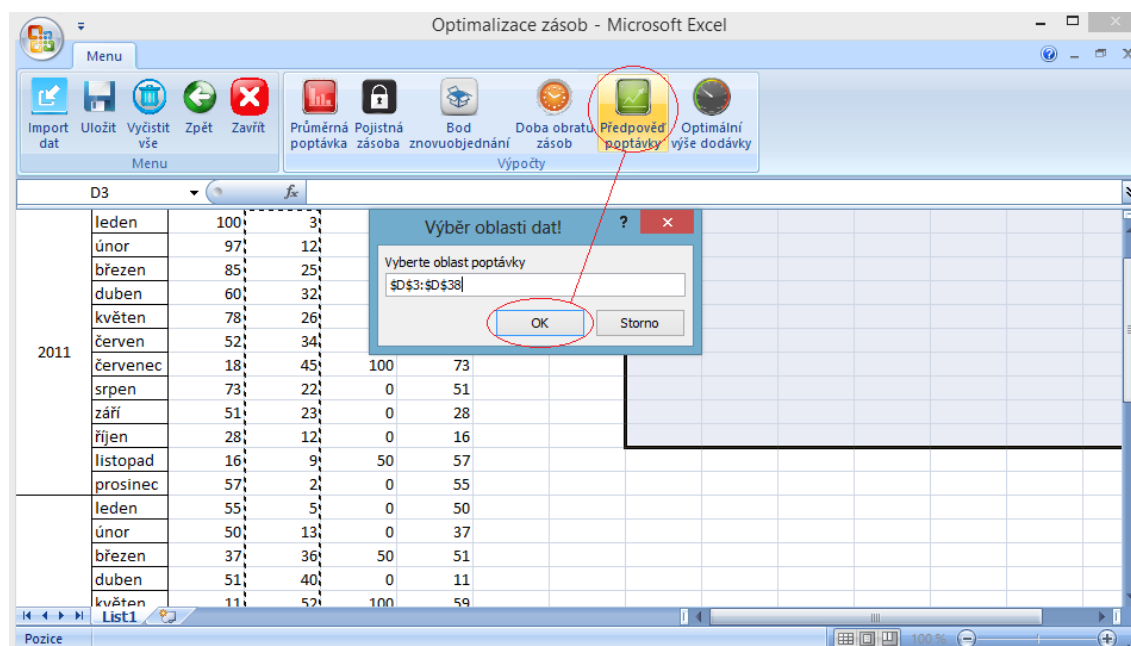 Optimalizace zásob - Microsoft Excel
Menu
Import dat
Uložit
Vyčistit vše
Zpět
Zavřít
Průměrná poptávka
Pojistná zásoba
Bod znovuobjednání
Doba obratu zásob
Předpověď poptávky
Optimální výše dodávky
Menu
Výpočty
D3
fx
Výběr oblasti dat!
?
Vyberte oblast poptávky
$D$3:$D$38
OK
Storno
2011
leden 100 3
únor 97 12
březen 85 25
duben 60 32
květen 78 26
červen 52 34
červenec 18 45 100 73
srpen 73 22 0 51
září 51 23 0 28
říjen 28 12 0 16
listopad 16 9 50 57
prosinec 57 2 0 55
leden 55 5 0 50
únor 50 13 0 37
březen 37 36 50 51
duben 51 40 0 11
květen 11 52 100 59
List1
Pozice
100 %